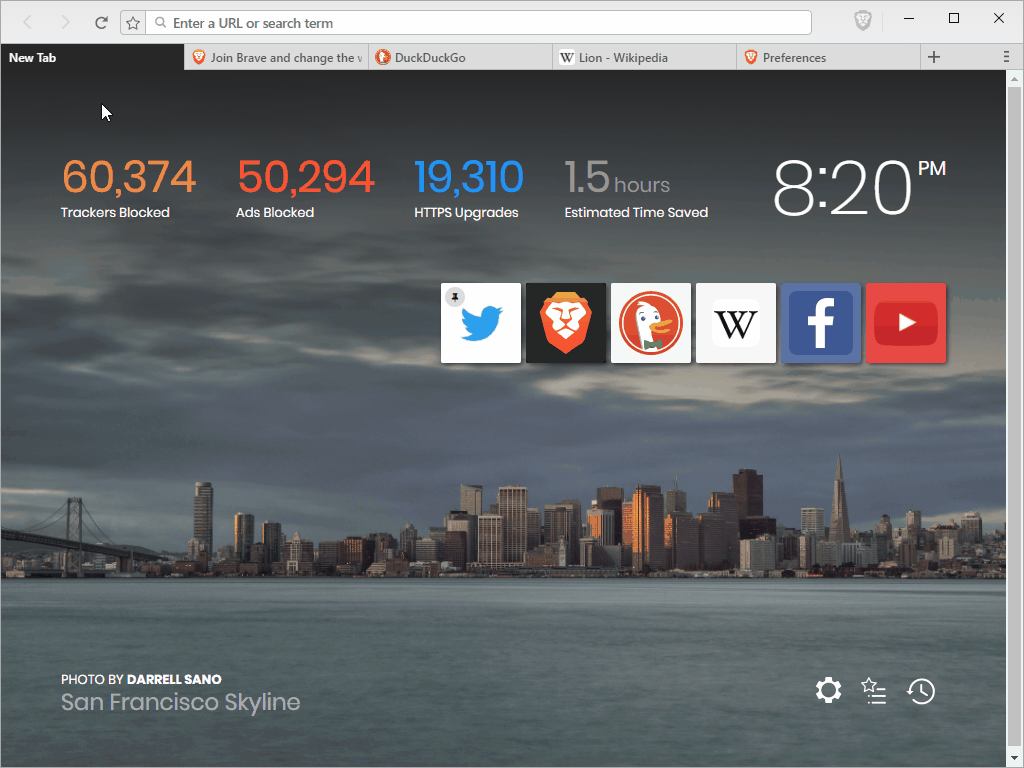 Enter a URL or search term
New Tab
Join Brave and change the w
DuckDuckGo
W Lion - Wikipedia
Preferences
60,374 50,294 19,310 1.5 hours 8:20 PM
Trackers Blocked Ads Blocked HTTPS Upgrades Estimated Time Saved
W f
PHOTO BY DARRELL SANO
San Francisco Skyline